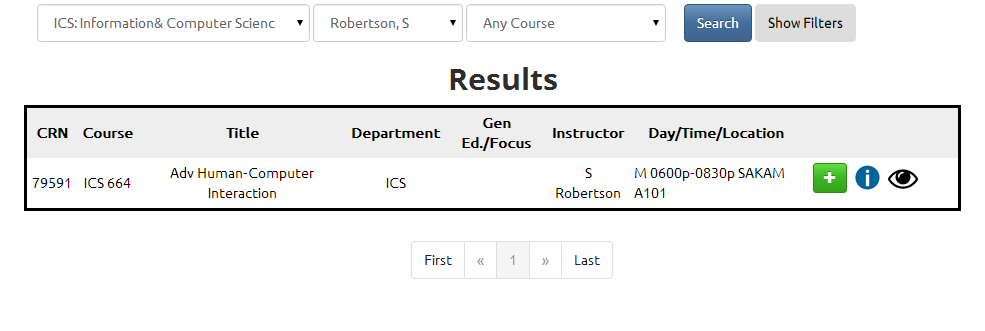 ICS: Information& Computer Scienc Robertson, S Any Course Search Show Filters
Results
CRN Course Title Department Gen Ed./Focus Instructor Day/Time/Location
79591 ICS 664 Adv Human-Computer Interaction ICS S Robertson M 0600p-0830p SAKAM A101
First « 1 » Last